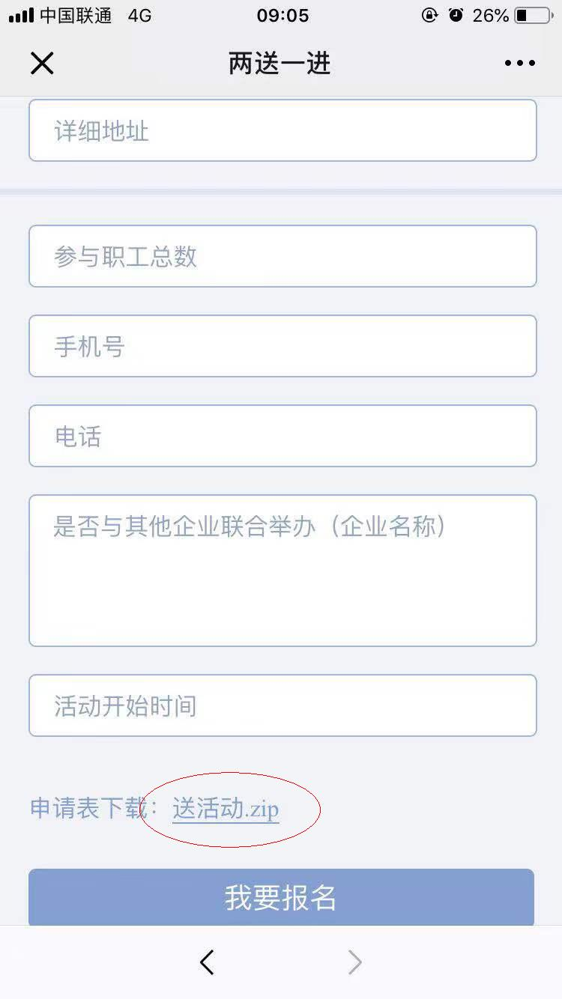 中国联通 4G 09:05 26%
两送一进
详细地址
参与职工总数
手机号
电话
是否与其他企业联合举办（企业名称）
活动开始时间
申请表下载：送活动.zip
我要报名